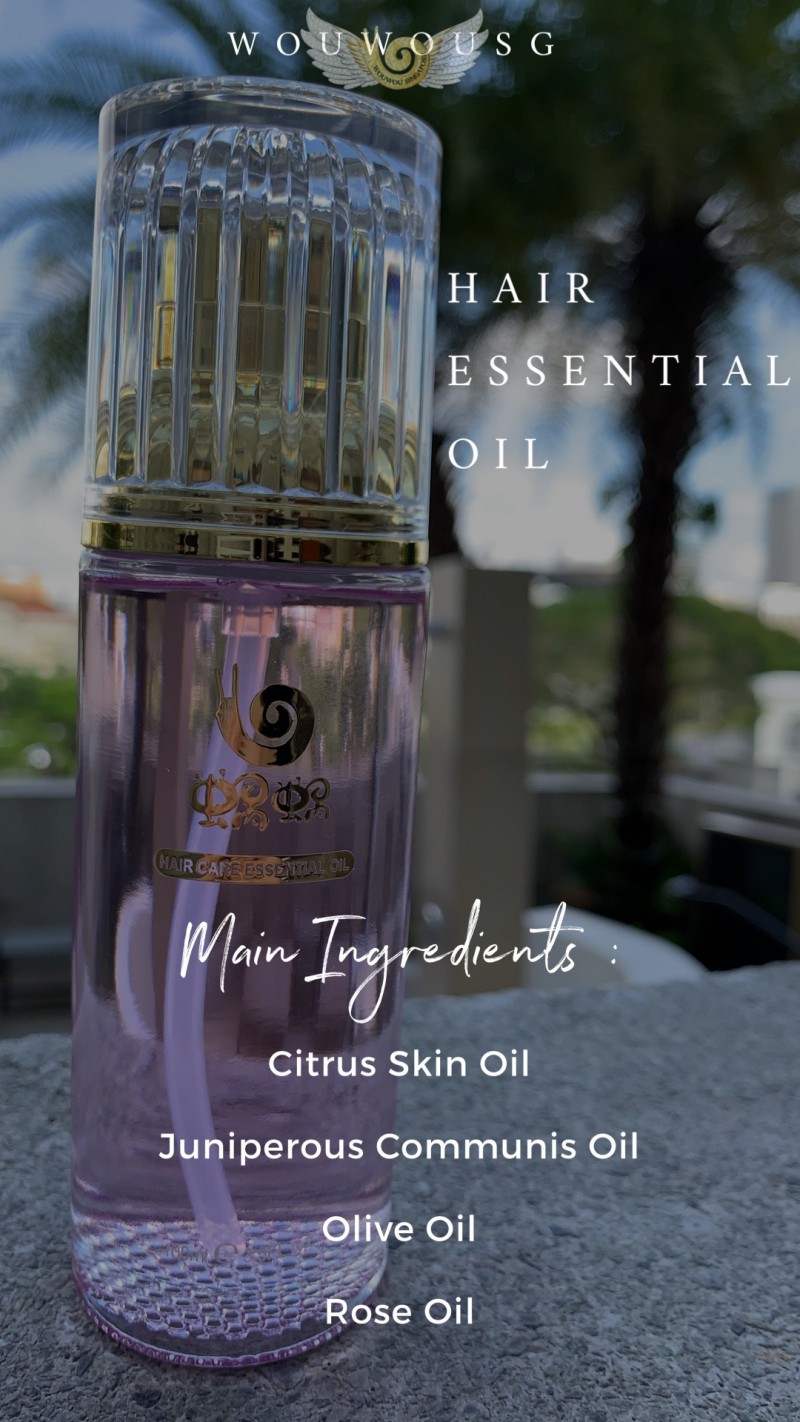 WOUWOUSG
HAIR
ESSENTIAL
OIL
HAIR CARE ESSENTIAL OIL
Main Ingredients :
Citrus Skin Oil
Juniperous Communis Oil
Olive Oil
Rose Oil